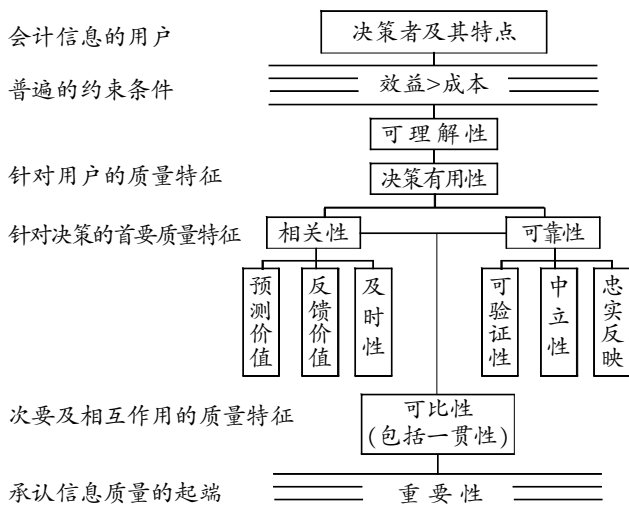 会计信息的用户
决策者及其特点
普遍的约束条件
效益>成本
可理解性
针对用户的质量特征
决策有用性
针对决策的首要质量特征
相关性
可靠性
预测价值
反馈价值
及时性
可验证性
中立性
忠实反映
次要及相互作用的质量特征
可比性
(包括一贯性)
承认信息质量的起端
重要性